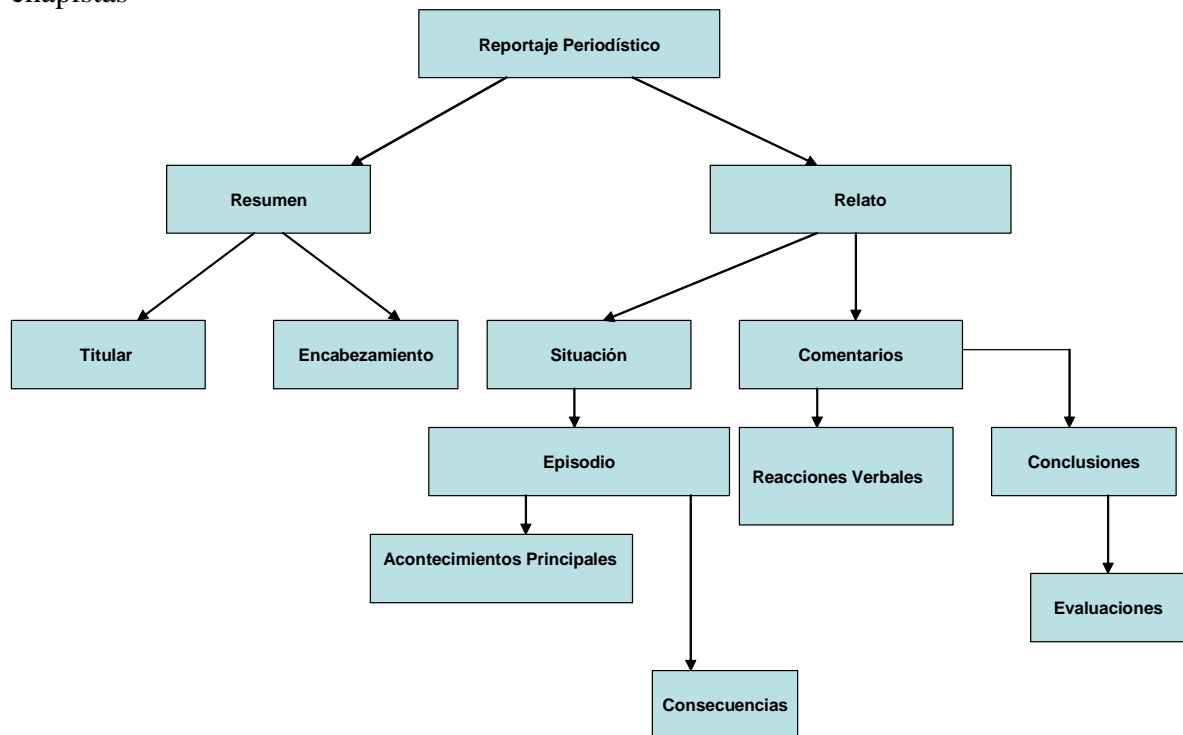 Reportaje Periodístico
Resumen
Relato
Titular
Encabezamiento
Situación
Comentarios
Episodio
Reacciones Verbales
Conclusiones
Acontecimientos Principales
Evaluaciones
Consecuencias